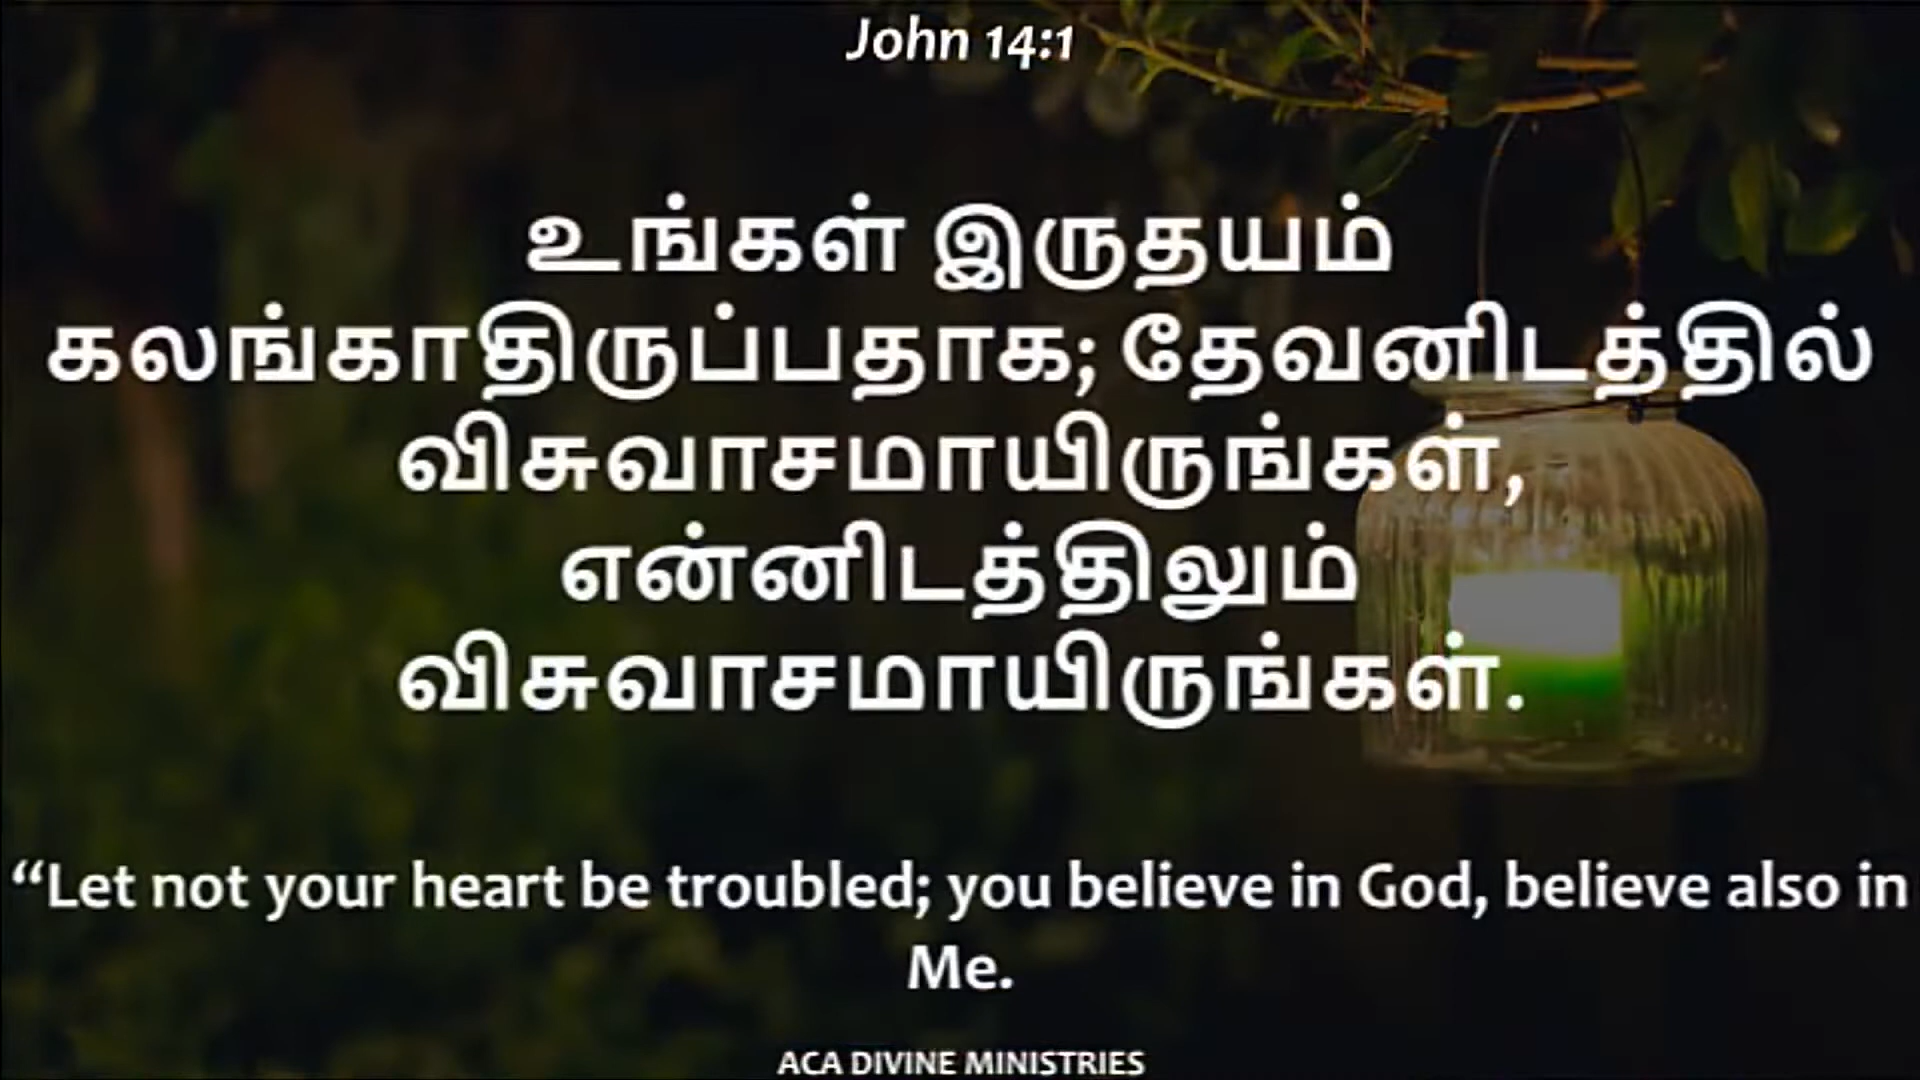 John 14:1
உங்கள் இருதயம்
கலங்காதிருப்பதாக; தேவனிடத்தில்
விசுவாசமாயிருங்கள்,
என்னிடத்திலும்
விசுவாசமாயிருங்கள்.
“Let not your heart be troubled; you believe in God, believe also in
Me.
ACA DIVINE MINISTRIES